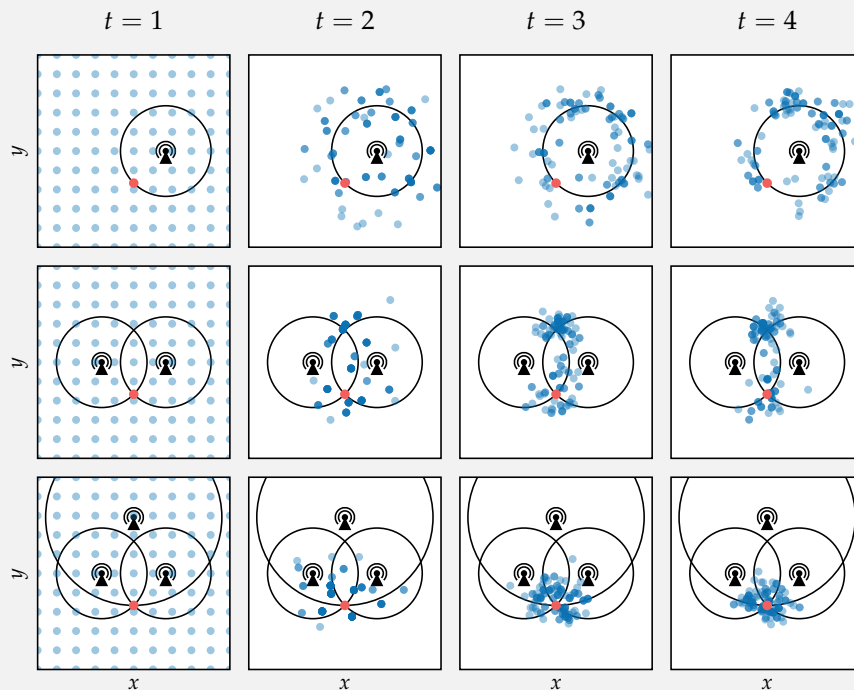 t = 1 t = 2 t = 3 t = 4
y
y
y
x x x x